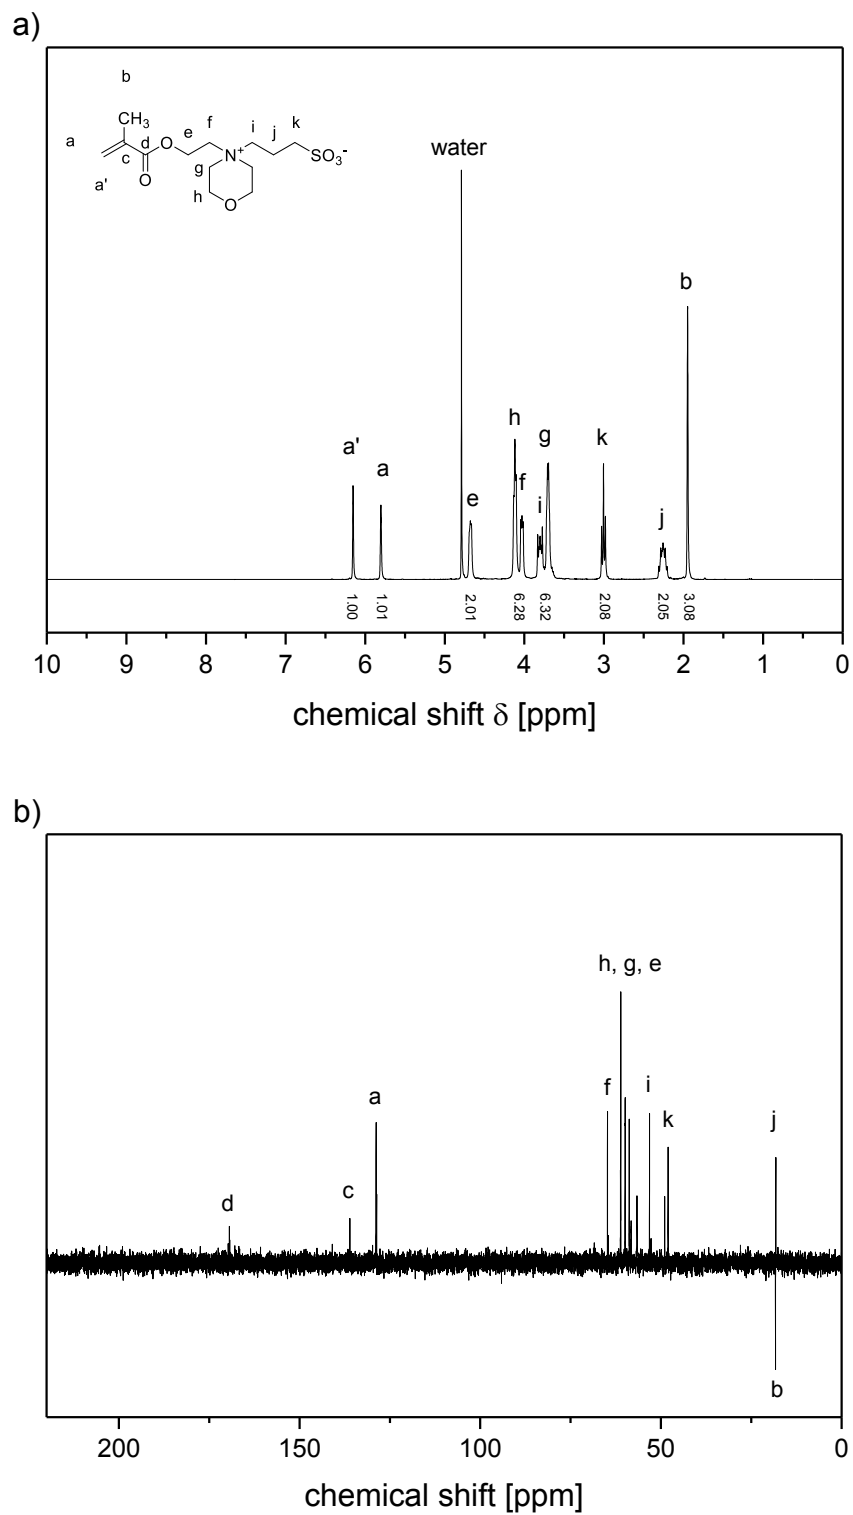 a)
b
CH3
a
e
f
i
j
k
c
d
O
N+
SO3-
a'
O
g
h
O
water
b
h
g
k
a'
a
f
e
i
j
1.00
1.01
2.01
6.28
6.32
2.08
2.05
3.08
10 9 8 7 6 5 4 3 2 1 0
chemical shift δ [ppm]
b)
h, g, e
a
f
i
k
j
d
c
b
200 150 100 50 0
chemical shift [ppm]